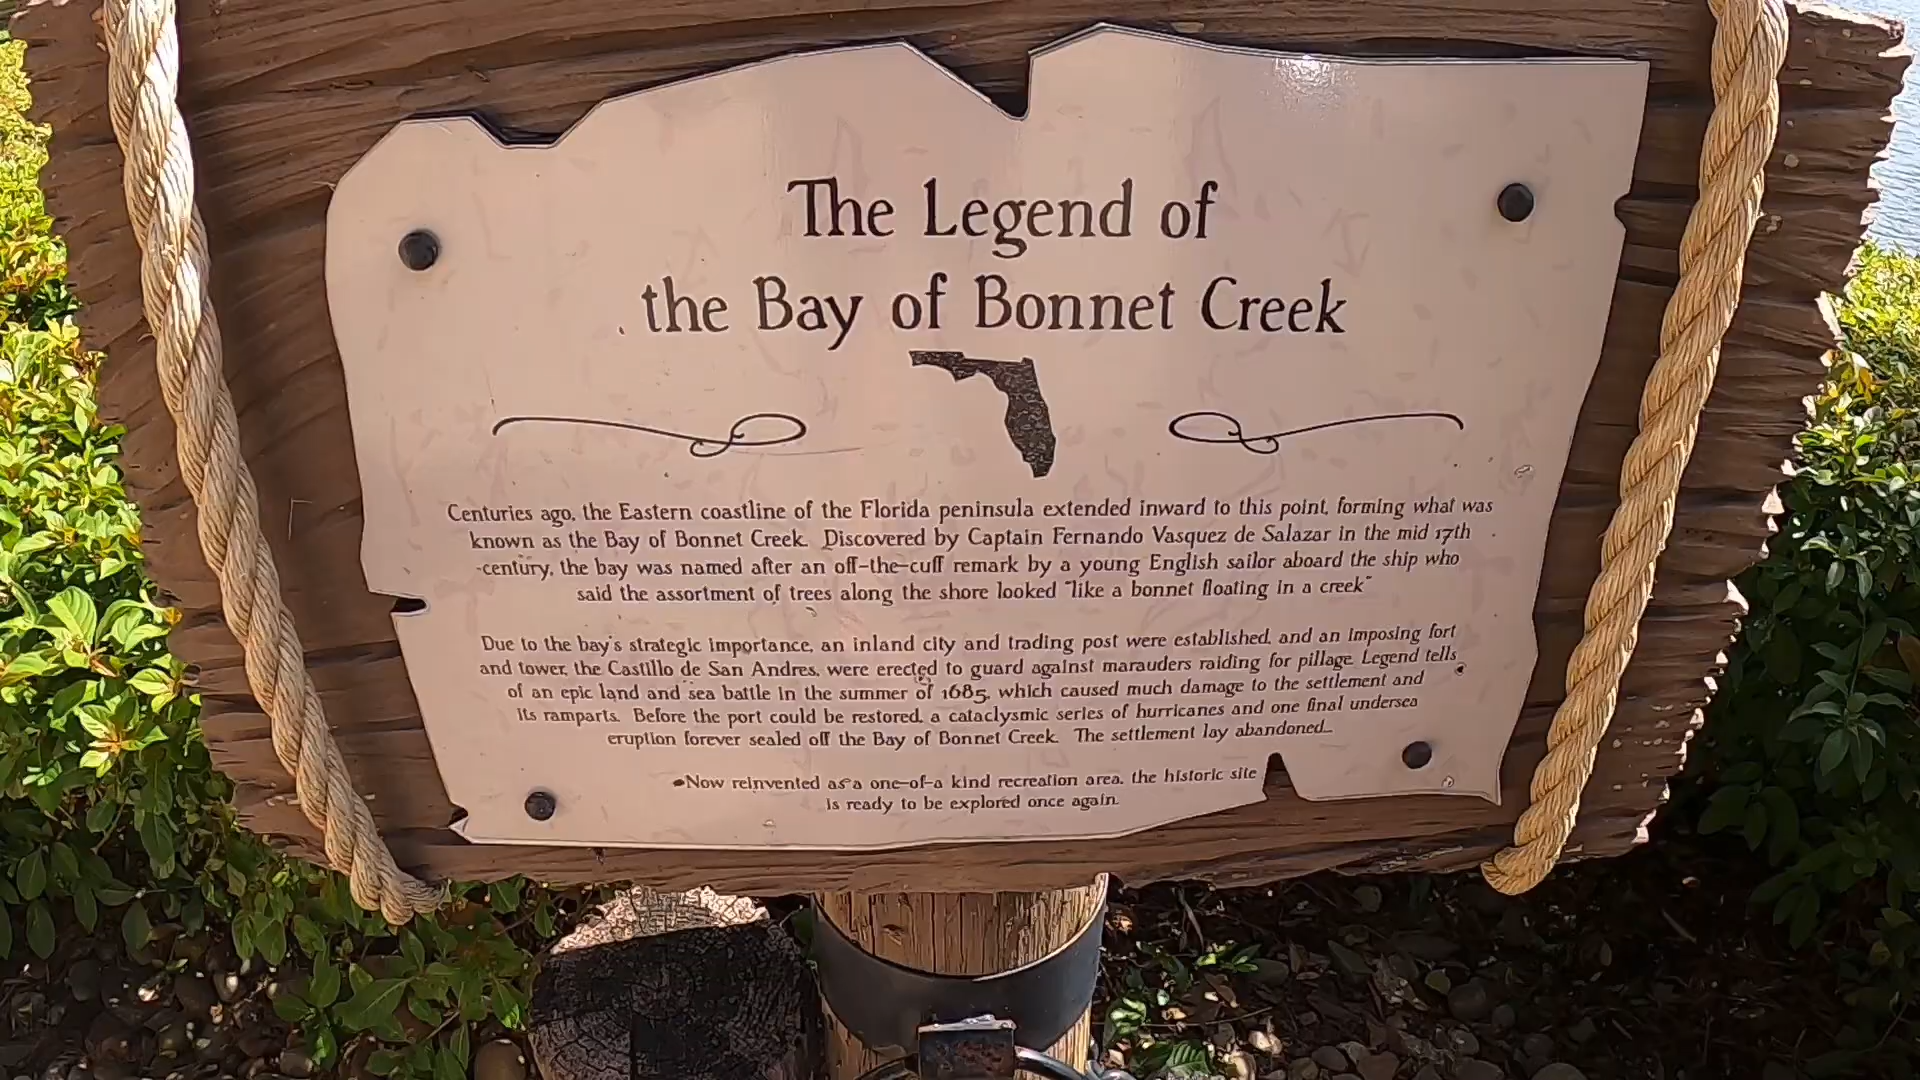 The Legend of
the Bay of Bonnet Creek
Centuries ago, the Eastern coastline of the Florida peninsula extended inward to this point, forming what was
known as the Bay of Bonnet Creek. Discovered by Captain Fernando Vasquez de Salazar in the mid 17th
century, the bay was named after an off-the-cuff remark by a young English sailor aboard the ship who
said the assortment of trees along the shore looked "like a bonnet floating in a creek"
Due to the bay's strategic importance, an inland city and trading post were established, and an imposing fort
and tower, the Castillo de San Andres, were erected to guard against marauders raiding for pillage. Legend tells
of an epic land and sea battle in the summer of 1685, which caused much damage to the settlement and
its ramparts. Before the port could be restored, a cataclysmic series of hurricanes and one final undersea
eruption forever sealed off the Bay of Bonnet Creek. The settlement lay abandoned...
Now reinvented as a one-of-a kind recreation area, the historic site
is ready to be explored once again.